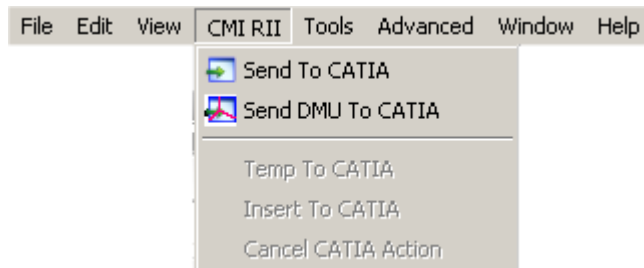 File Edit View CMI RII Tools Advanced Window Help
Send To CATIA
Send DMU To CATIA
Temp To CATIA
Insert To CATIA
Cancel CATIA Action